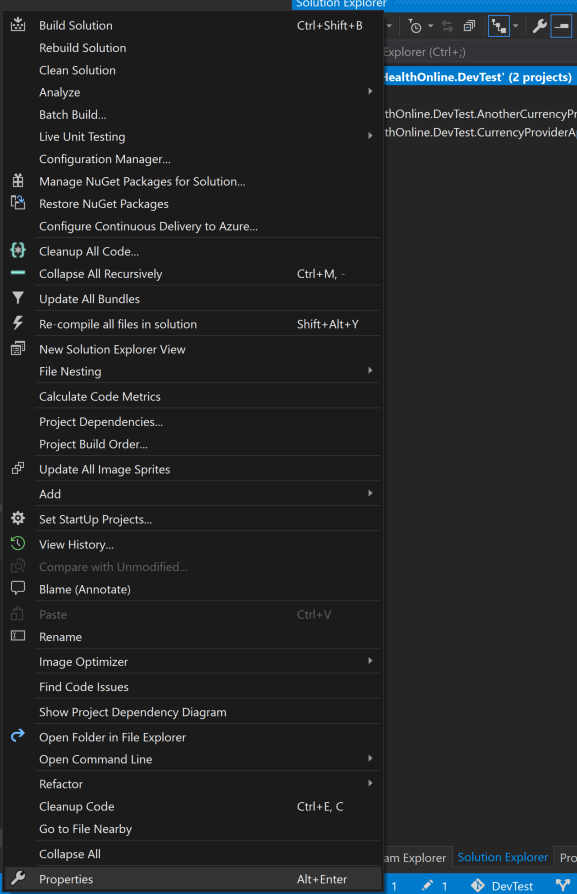 Solution Explorer
Build Solution Ctrl+Shift+B
Rebuild Solution
Explorer (Ctrl+;)
Clean Solution
HealthOnline.DevTest' (2 projects)
Analyze
Batch Build...
thOnline.DevTest.AnotherCurrencyPr
Live Unit Testing
thOnline.DevTest.CurrencyProviderAp
Configuration Manager...
Manage NuGet Packages for Solution...
Restore NuGet Packages
Configure Continuous Delivery to Azure...
Cleanup All Code...
Collapse All Recursively Ctrl+M, -
Update All Bundles
Re-compile all files in solution Shift+Alt+Y
New Solution Explorer View
File Nesting
Calculate Code Metrics
Project Dependencies...
Project Build Order...
Update All Image Sprites
Add
Set StartUp Projects...
View History...
Compare with Unmodified...
Blame (Annotate)
Paste Ctrl+V
Rename
Image Optimizer
Find Code Issues
Show Project Dependency Diagram
Open Folder in File Explorer
Open Command Line
Refactor
Cleanup Code Ctrl+E, C
Go to File Nearby
Collapse All
am Explorer Solution Explorer Pro
Properties Alt+Enter
1 1 DevTest